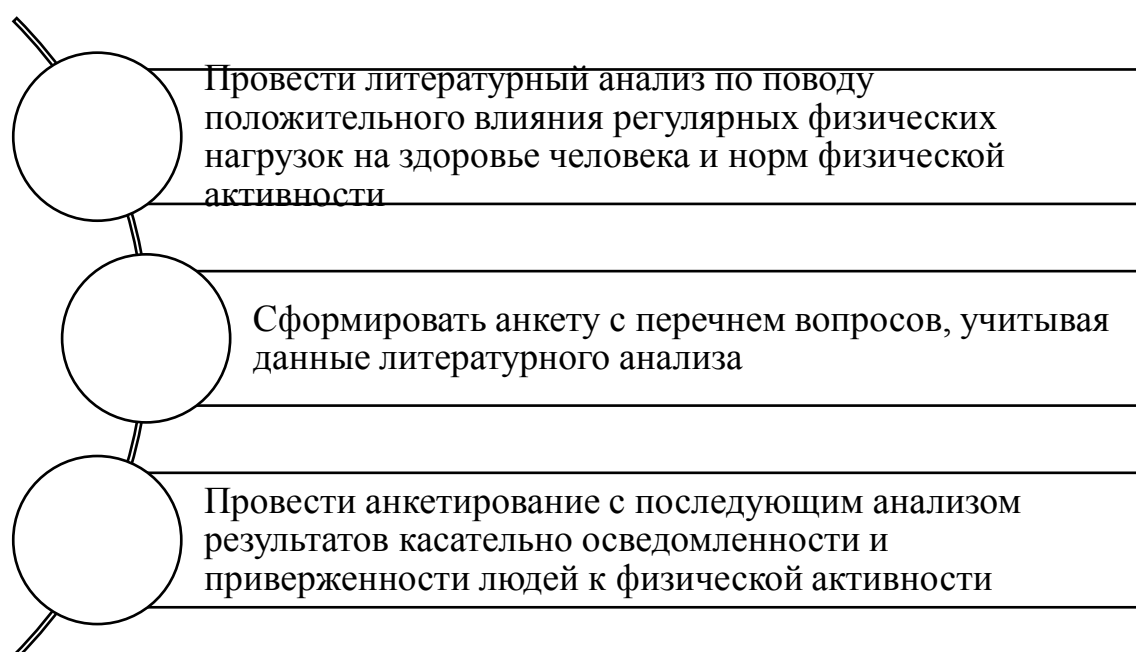 Провести литературный анализ по поводу
положительного влияния регулярных физических
нагрузок на здоровье человека и норм физической
активности
Сформировать анкету с перечнем вопросов, учитывая
данные литературного анализа
Провести анкетирование с последующим анализом
результатов касательно осведомленности и
приверженности людей к физической активности